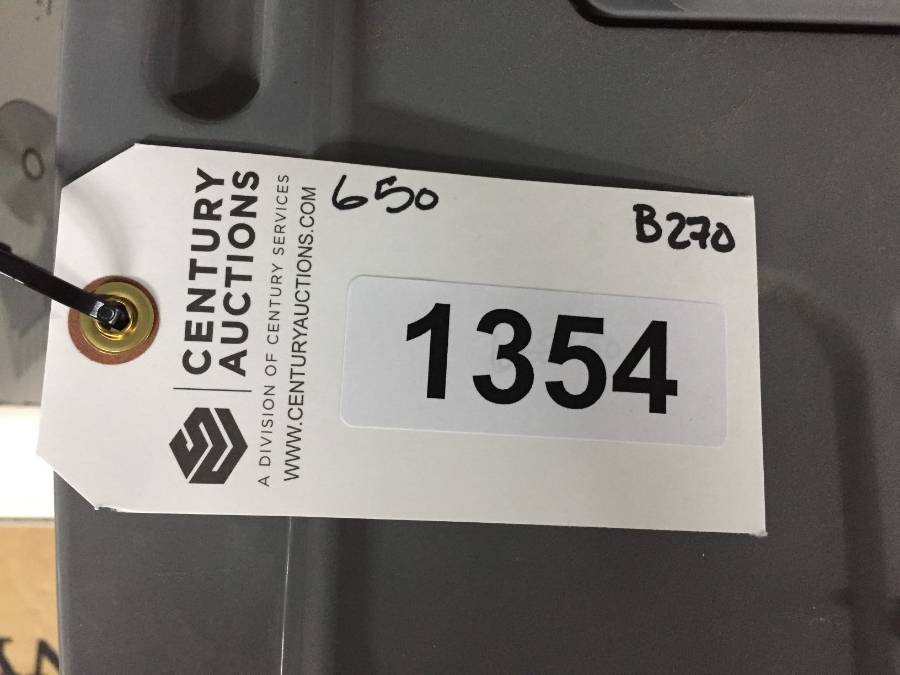 CENTURY
AUCTIONS
A DIVISION OF CENTURY SERVICES
WWW.CENTURYAUCTIONS.COM
650
B270
1354